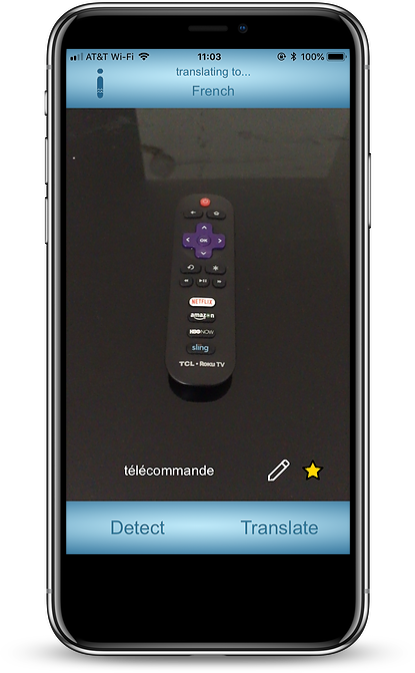 AT&T Wi-Fi 11:03 100%
translating to...
French
OK
NETFLIX
amazon
HBO NOW
sling
TCL • Roku TV
télécommande
Detect Translate